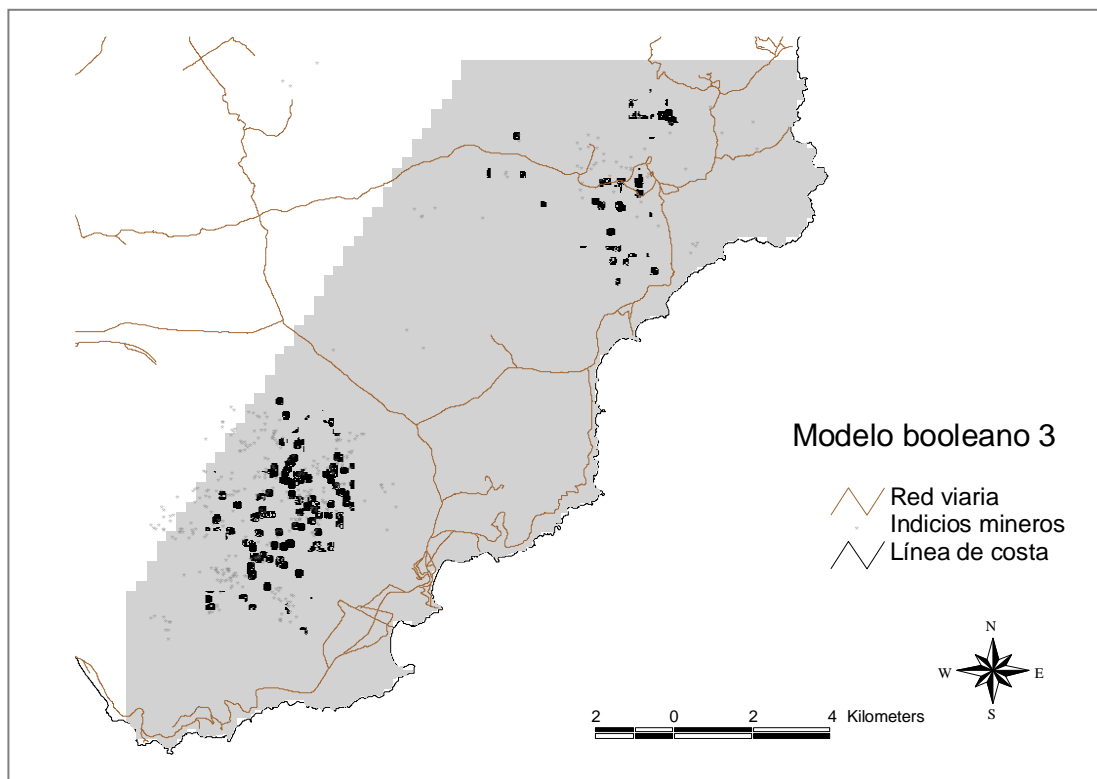 Modelo booleano 3
Red viaria
Indicios mineros
Línea de costa
N
W E
S
2 0 2 4 Kilometers